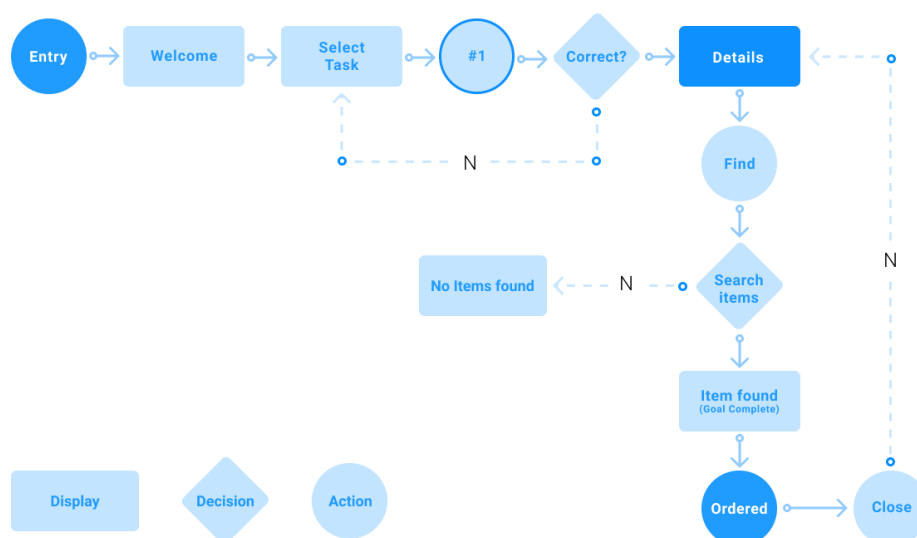 Entry
Welcome
Select
Task
#1
Correct?
Details
N
Find
N
No Items found
N
Search
items
Item found
(Goal Complete)
Display
Decision
Action
Ordered
Close